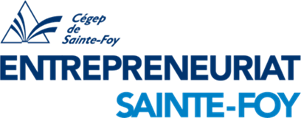 Cégep
de
Sainte-Foy
ENTREPRENEURIAT
SAINTE-FOY